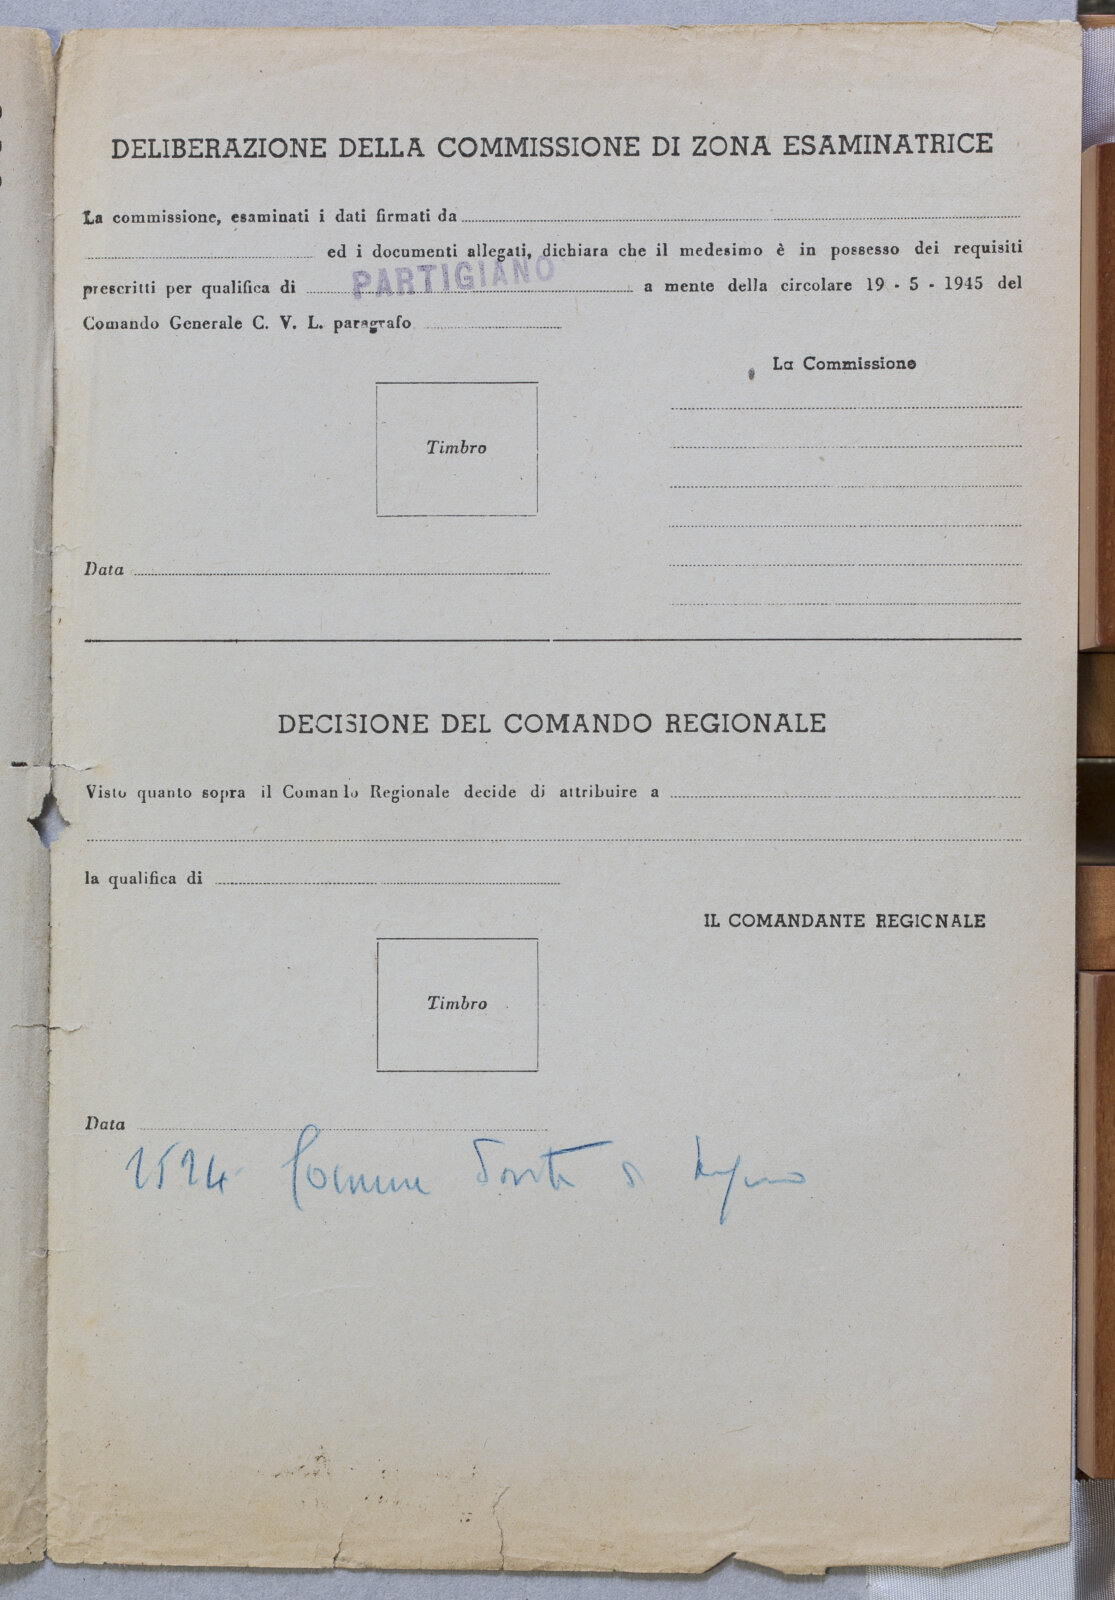 DELIBERAZIONE DELLA COMMISSIONE DI ZONA ESAMINATRICE
La commissione, esaminati i dati firmati da
ed i documenti allegati, dichiara che il medesimo è in possesso dei requisiti
prescritti per qualifica di PARTIGIANO a mente della circolare 19 - 5 - 1945 del
Comando Generale C. V. L. paragrafo
La Commissione
Timbro
Data
DECISIONE DEL COMANDO REGIONALE
Visto quanto sopra il Comando Regionale decide di attribuire a
la qualifica di
IL COMANDANTE REGIONALE
Timbro
Data